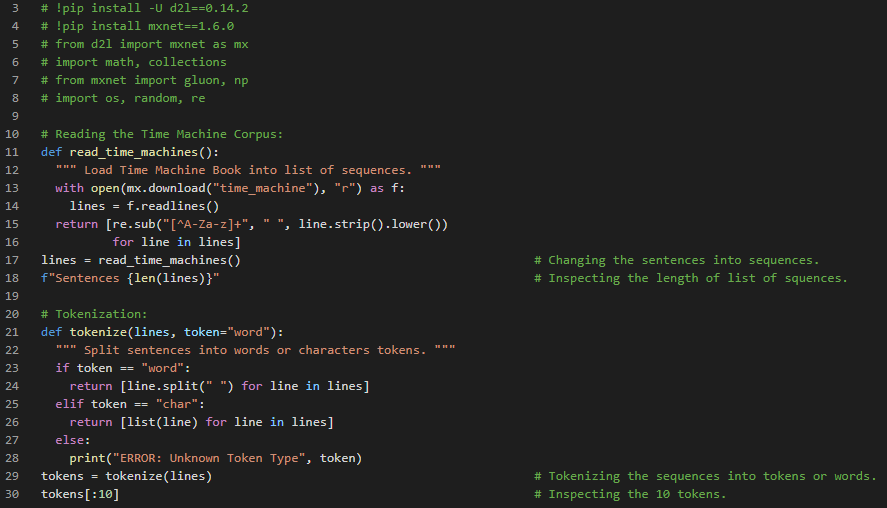 3 # !pip install -U d2l==0.14.2
4 # !pip install mxnet==1.6.0
5 # from d2l import mxnet as mx
6 # import math, collections
7 # from mxnet import gluon, np
8 # import os, random, re
9
10 # Reading the Time Machine Corpus:
11 def read_time_machines():
12   """ Load Time Machine Book into list of sequences. """
13   with open(mx.download("time_machine"), "r") as f:
14     lines = f.readlines()
15   return [re.sub("[^A-Za-z]+", " ", line.strip().lower())
16           for line in lines]
17 lines = read_time_machines() # Changing the sentences into sequences.
18 f"Sentences {len(lines)}" # Inspecting the length of list of squences.
19
20 # Tokenization:
21 def tokenize(lines, token="word"):
22   """ Split sentences into words or characters tokens. """
23   if token == "word":
24     return [line.split(" ") for line in lines]
25   elif token == "char":
26     return [list(line) for line in lines]
27   else:
28     print("ERROR: Unknown Token Type", token)
29 tokens = tokenize(lines) # Tokenizing the sequences into tokens or words.
30 tokens[:10] # Inspecting the 10 tokens.